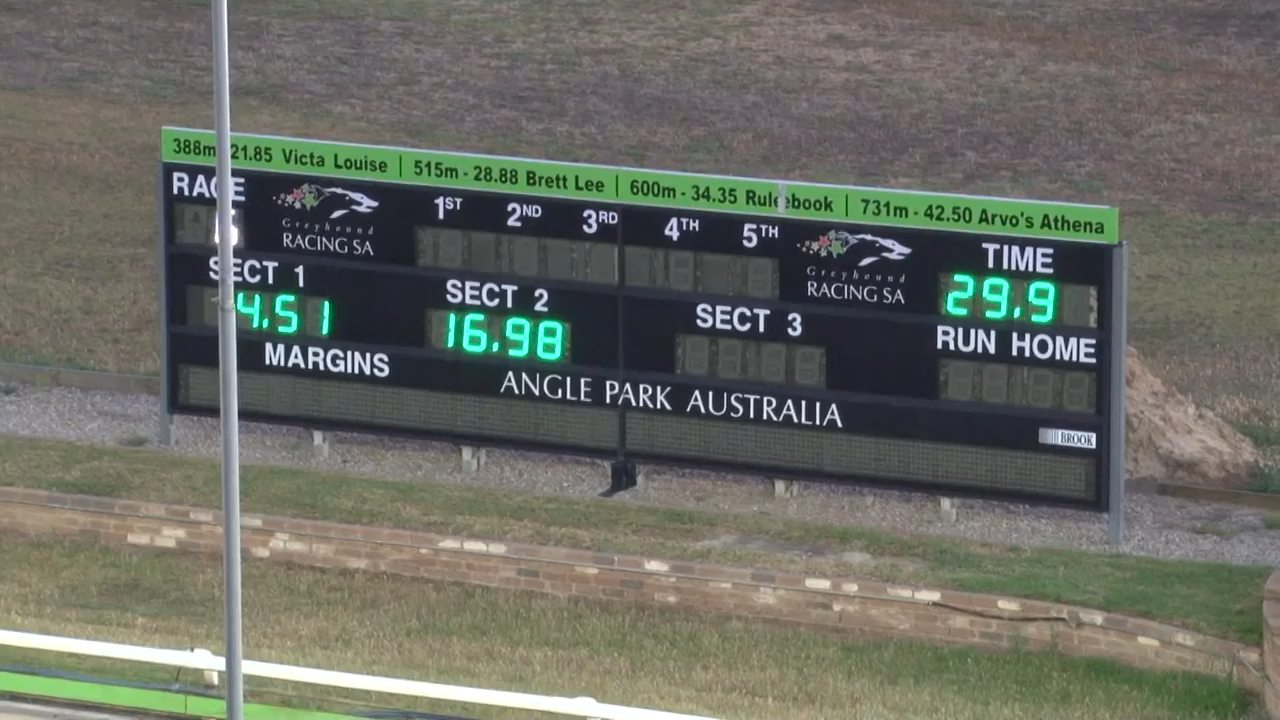 388m 21.85 Victa Louise | 515m - 28.88 Brett Lee | 600m - 34.35 Rulebook | 731m - 42.50 Arvo's Athena
RACE
Greyhound
RACING SA
1ST 2ND 3RD 4TH 5TH
Greyhound
RACING SA
TIME
29.9
SECT 1
4.51
SECT 2
16.98
SECT 3
RUN HOME
MARGINS
ANGLE PARK AUSTRALIA
BROOK